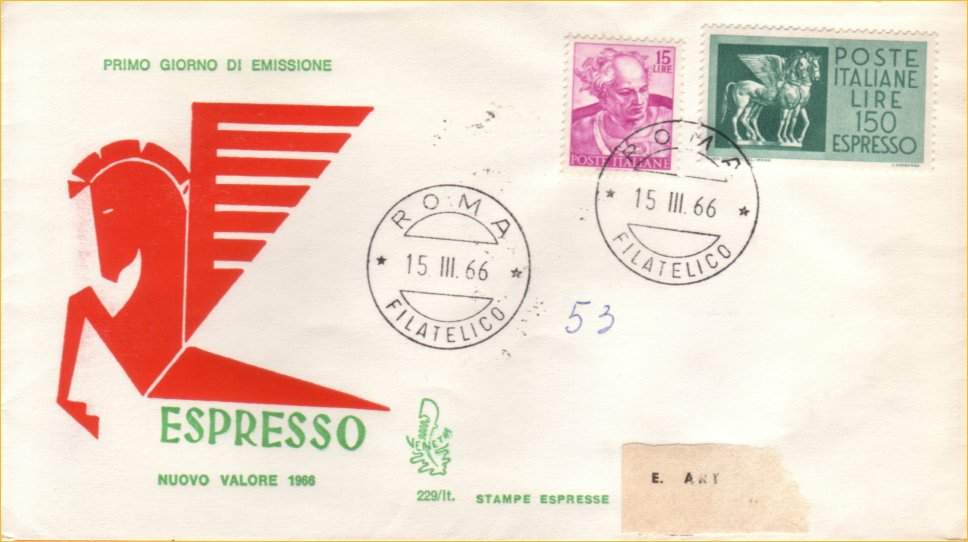 PRIMO GIORNO DI EMISSIONE
15
LIRE
POSTE ITALIANE
POSTE
ITALIANE
LIRE
150
ESPRESSO
ROMA
15 III. 66
FILATELICO
ROMA
15 III. 66
FILATELICO
53
ESPRESSO
NUOVO VALORE 1966
VENETIA
229/It.
STAMPE ESPRESSE
E. ART